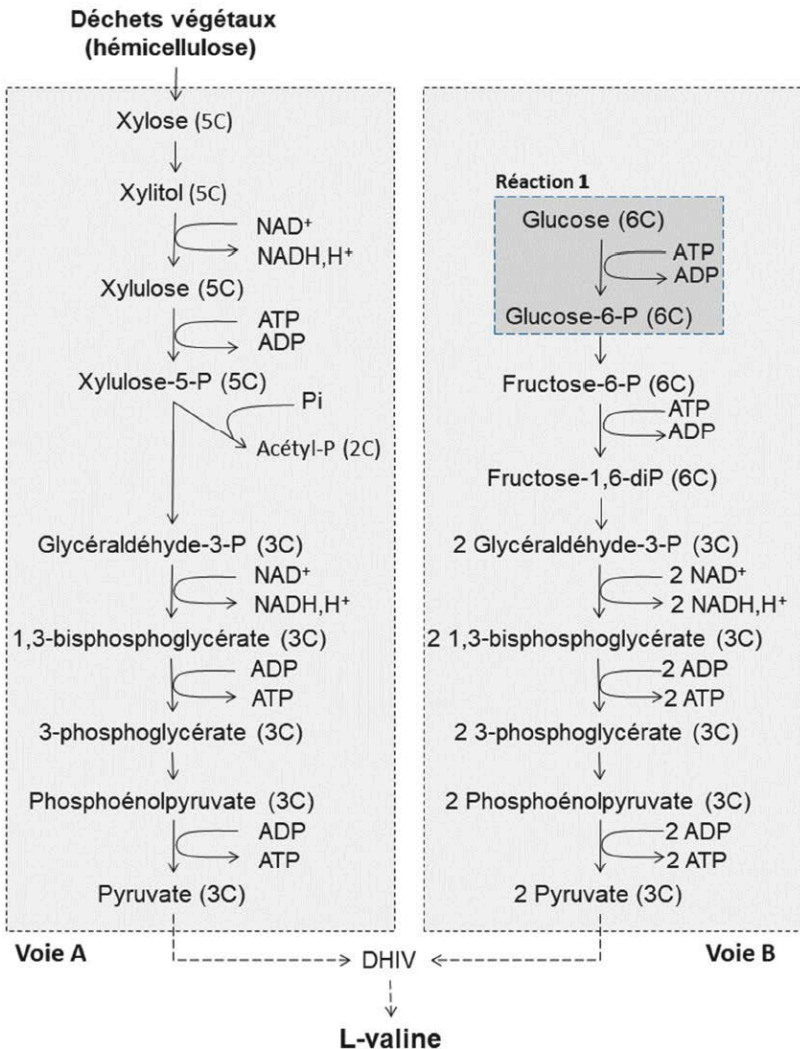 Déchets végétaux
(hémicellulose)
Xylose (5C)
Xylitol (5C)
NAD⁺
NADH,H⁺
Xylulose (5C)
ATP
ADP
Xylulose-5-P (5C)
Pi
Acétyl-P (2C)
Glycéraldéhyde-3-P (3C)
NAD⁺
NADH,H⁺
1,3-bisphosphoglycérate (3C)
ADP
ATP
3-phosphoglycérate (3C)
Phosphoénolpyruvate (3C)
ADP
ATP
Pyruvate (3C)
Voie A
Réaction 1
Glucose (6C)
ATP
ADP
Glucose-6-P (6C)
Fructose-6-P (6C)
ATP
ADP
Fructose-1,6-diP (6C)
2 Glycéraldéhyde-3-P (3C)
2 NAD⁺
2 NADH,H⁺
2 1,3-bisphosphoglycérate (3C)
2 ADP
2 ATP
2 3-phosphoglycérate (3C)
2 Phosphoénolpyruvate (3C)
2 ADP
2 ATP
2 Pyruvate (3C)
Voie B
DHIV
L-valine